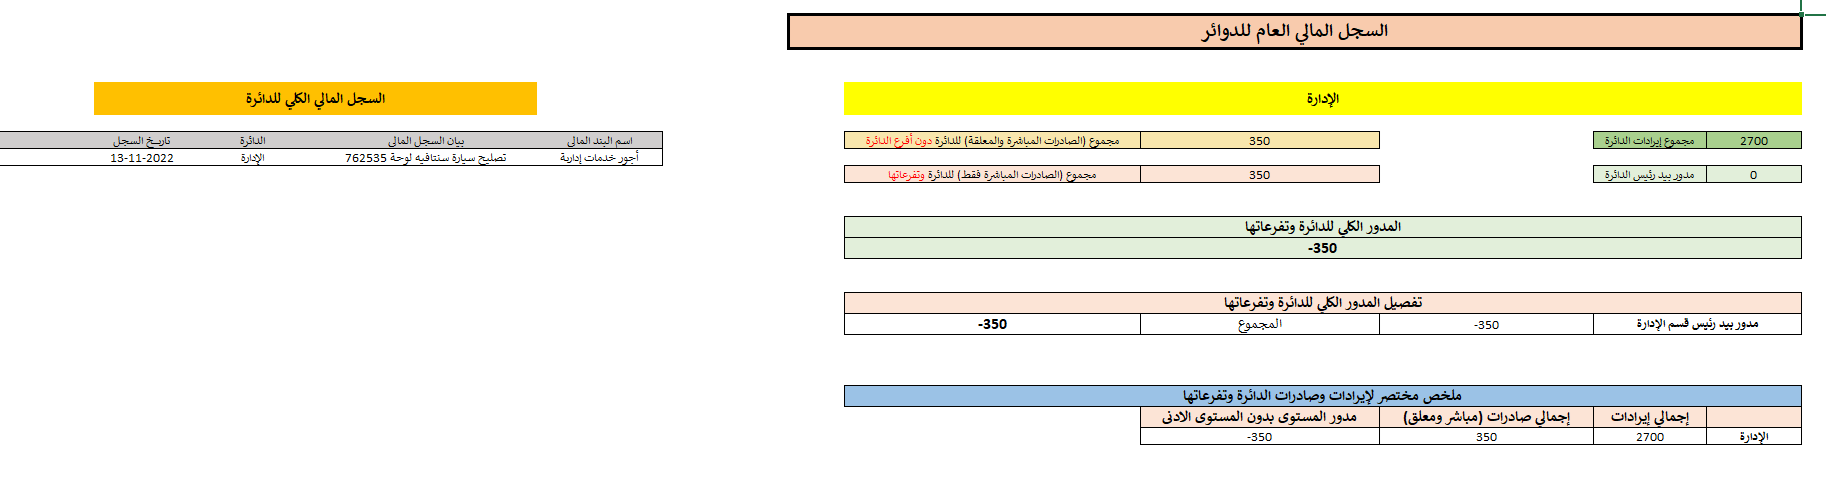 السجل المالي العام للدوائر
الإدارة
مجموع إيرادات الدائرة 2700
350 مجموع (الصادرات المباشرة والمعلقة) للدائرة دون أفرع الدائرة
مدور بيد رئيس الدائرة 0
350 مجموع (الصادرات المباشرة فقط) للدائرة وتفرعاتها
المدور الكلي للدائرة وتفرعاتها
-350
تفصيل المدور الكلي للدائرة وتفرعاتها
مدور بيد رئيس قسم الإدارة -350 المجموع -350
ملخص مختصر لإيرادات وصادرات الدائرة وتفرعاتها
إجمالي إيرادات إجمالي صادرات (مباشر ومعلق) مدور المستوى بدون المستوى الادنى
الإدارة 2700 350 -350
السجل المالي الكلي للدائرة
اسم البند المالي بيان السجل المالي الدائرة تاريخ السجل
أجور خدمات إدارية تصليح سيارة سنتافيه لوحة 762535 الإدارة 13-11-2022